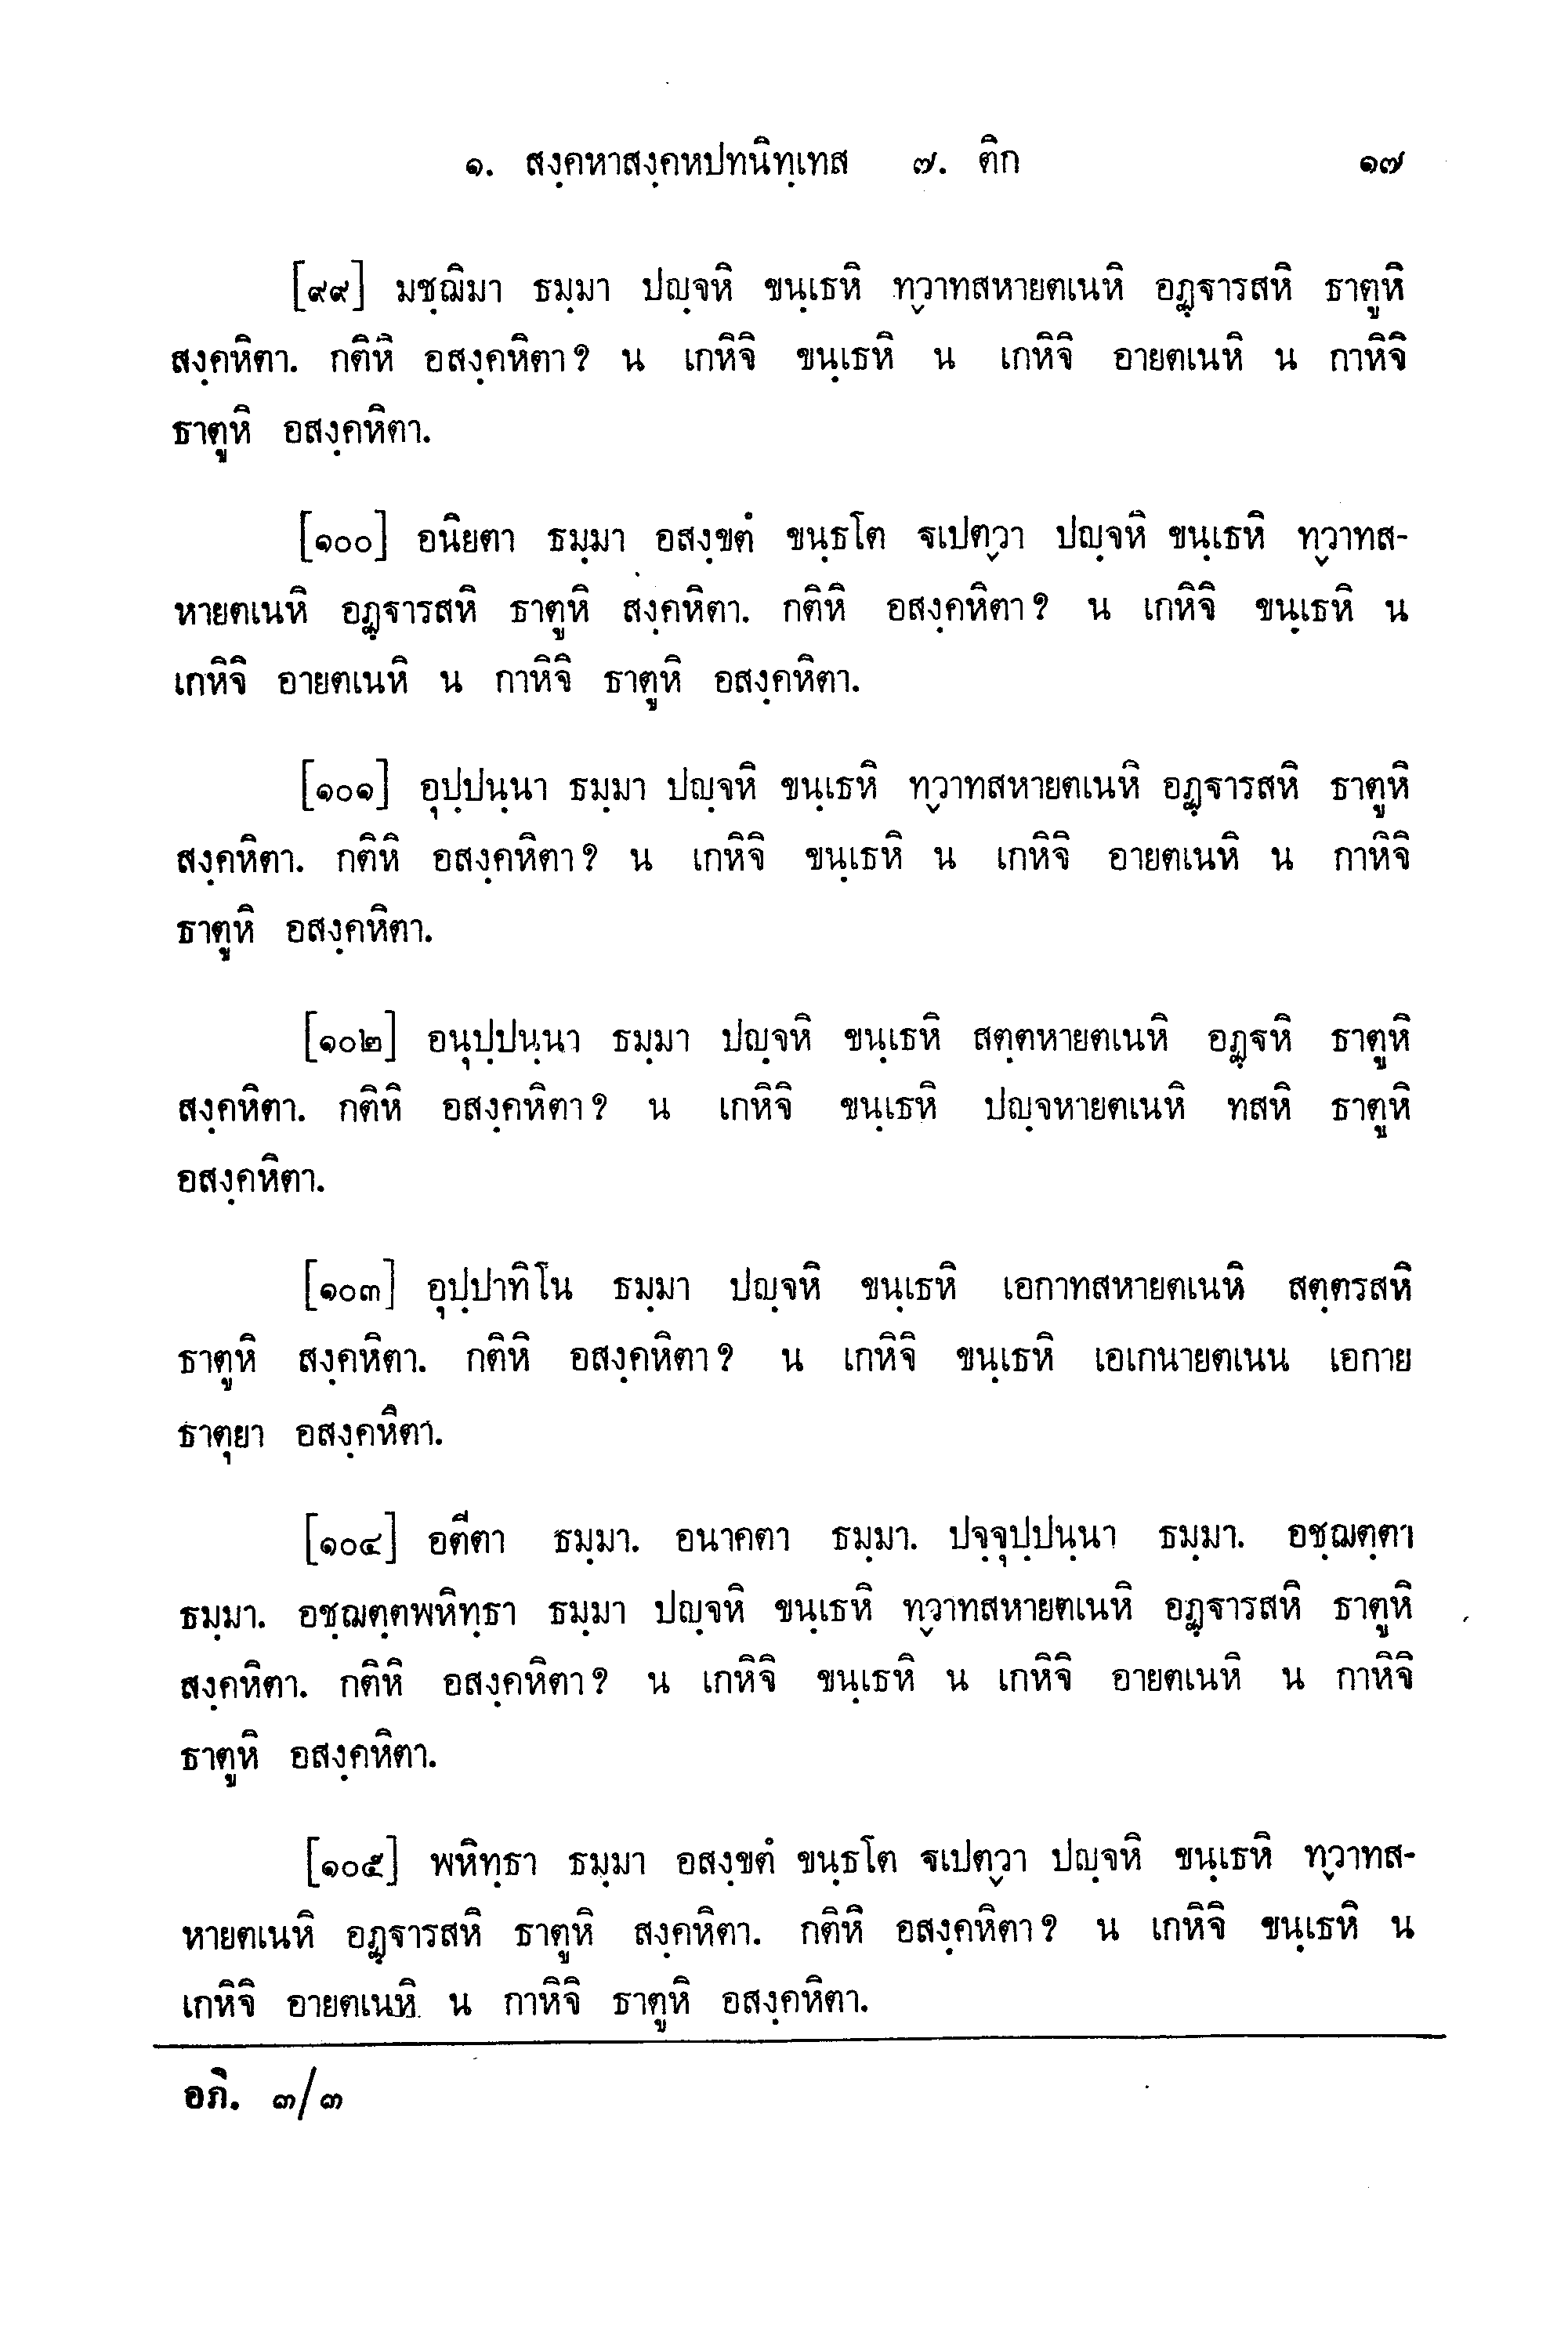 ๑. สงฺคหาสงฺคหปทนิทฺเทส ๗. ติก ๑๗
[๙๙] มชฺฌิมา ธมฺมา ปญฺจหิ ขนฺเธหิ ทฺวาทสหายตเนหิ อฏฺฐารสหิ ธาตูหิ
สงฺคหิตา. กติหิ อสงฺคหิตา? น เกหิจิ ขนฺเธหิ น เกหิจิ อายตเนหิ น กาหิจิ
ธาตูหิ อสงฺคหิตา.
[๑๐๐] อนิยตา ธมฺมา อสงฺขตํ ขนฺธโต ฐเปตฺวา ปญฺจหิ ขนฺเธหิ ทฺวาทส-
หายตเนหิ อฏฺฐารสหิ ธาตูหิ สงฺคหิตา. กติหิ อสงฺคหิตา? น เกหิจิ ขนฺเธหิ น
เกหิจิ อายตเนหิ น กาหิจิ ธาตูหิ อสงฺคหิตา.
[๑๐๑] อุปฺปนฺนา ธมฺมา ปญฺจหิ ขนฺเธหิ ทฺวาทสหายตเนหิ อฏฺฐารสหิ ธาตูหิ
สงฺคหิตา. กติหิ อสงฺคหิตา? น เกหิจิ ขนฺเธหิ น เกหิจิ อายตเนหิ น กาหิจิ
ธาตูหิ อสงฺคหิตา.
[๑๐๒] อนุปฺปนฺนา ธมฺมา ปญฺจหิ ขนฺเธหิ สตฺตหายตเนหิ อฏฺฐหิ ธาตูหิ
สงฺคหิตา. กติหิ อสงฺคหิตา? น เกหิจิ ขนฺเธหิ ปญฺจหายตเนหิ ทสหิ ธาตูหิ
อสงฺคหิตา.
[๑๐๓] อุปฺปาทิโน ธมฺมา ปญฺจหิ ขนฺเธหิ เอกาทสหายตเนหิ สตฺตรสหิ
ธาตูหิ สงฺคหิตา. กติหิ อสงฺคหิตา? น เกหิจิ ขนฺเธหิ เอเกนายตเนน เอกาย
ธาตุยา อสงฺคหิตา.
[๑๐๔] อตีตา ธมฺมา. อนาคตา ธมฺมา. ปจฺจุปฺปนฺนา ธมฺมา. อชฺฌตฺตา
ธมฺมา. อชฺฌตฺตพหิทฺธา ธมฺมา ปญฺจหิ ขนฺเธหิ ทฺวาทสหายตเนหิ อฏฺฐารสหิ ธาตูหิ
สงฺคหิตา. กติหิ อสงฺคหิตา? น เกหิจิ ขนฺเธหิ น เกหิจิ อายตเนหิ น กาหิจิ
ธาตูหิ อสงฺคหิตา.
[๑๐๕] พหิทฺธา ธมฺมา อสงฺขตํ ขนฺธโต ฐเปตฺวา ปญฺจหิ ขนฺเธหิ ทฺวาทส-
หายตเนหิ อฏฺฐารสหิ ธาตูหิ สงฺคหิตา. กติหิ อสงฺคหิตา? น เกหิจิ ขนฺเธหิ น
เกหิจิ อายตเนหิ น กาหิจิ ธาตูหิ อสงฺคหิตา.
อภิ. ๓/๓